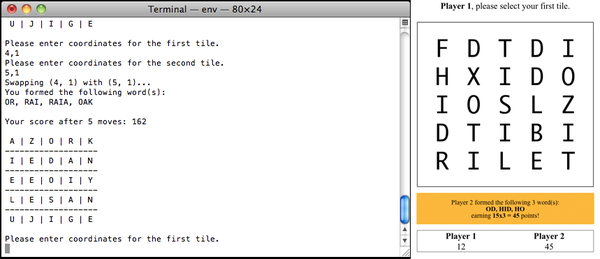 Terminal — env — 80×24
U | J | I | G | E
Please enter coordinates for the first tile.
4,1
Please enter coordinates for the second tile.
5,1
Swapping (4, 1) with (5, 1)...
You formed the following word(s):
OR, RAI, RAIA, OAK
Your score after 5 moves: 162
A | Z | O | R | K
-------------------
I | E | D | A | N
-------------------
E | E | O | I | Y
-------------------
L | E | S | A | N
-------------------
U | J | I | G | E
Please enter coordinates for the first tile.
Player 1, please select your first tile.
F D T D I
H X I D O
I O S L Z
D T I B I
R I L E T
Player 2 formed the following 3 word(s):
OD, HID, HO
earning 15x3 = 45 points!
Player 1 Player 2
12 45